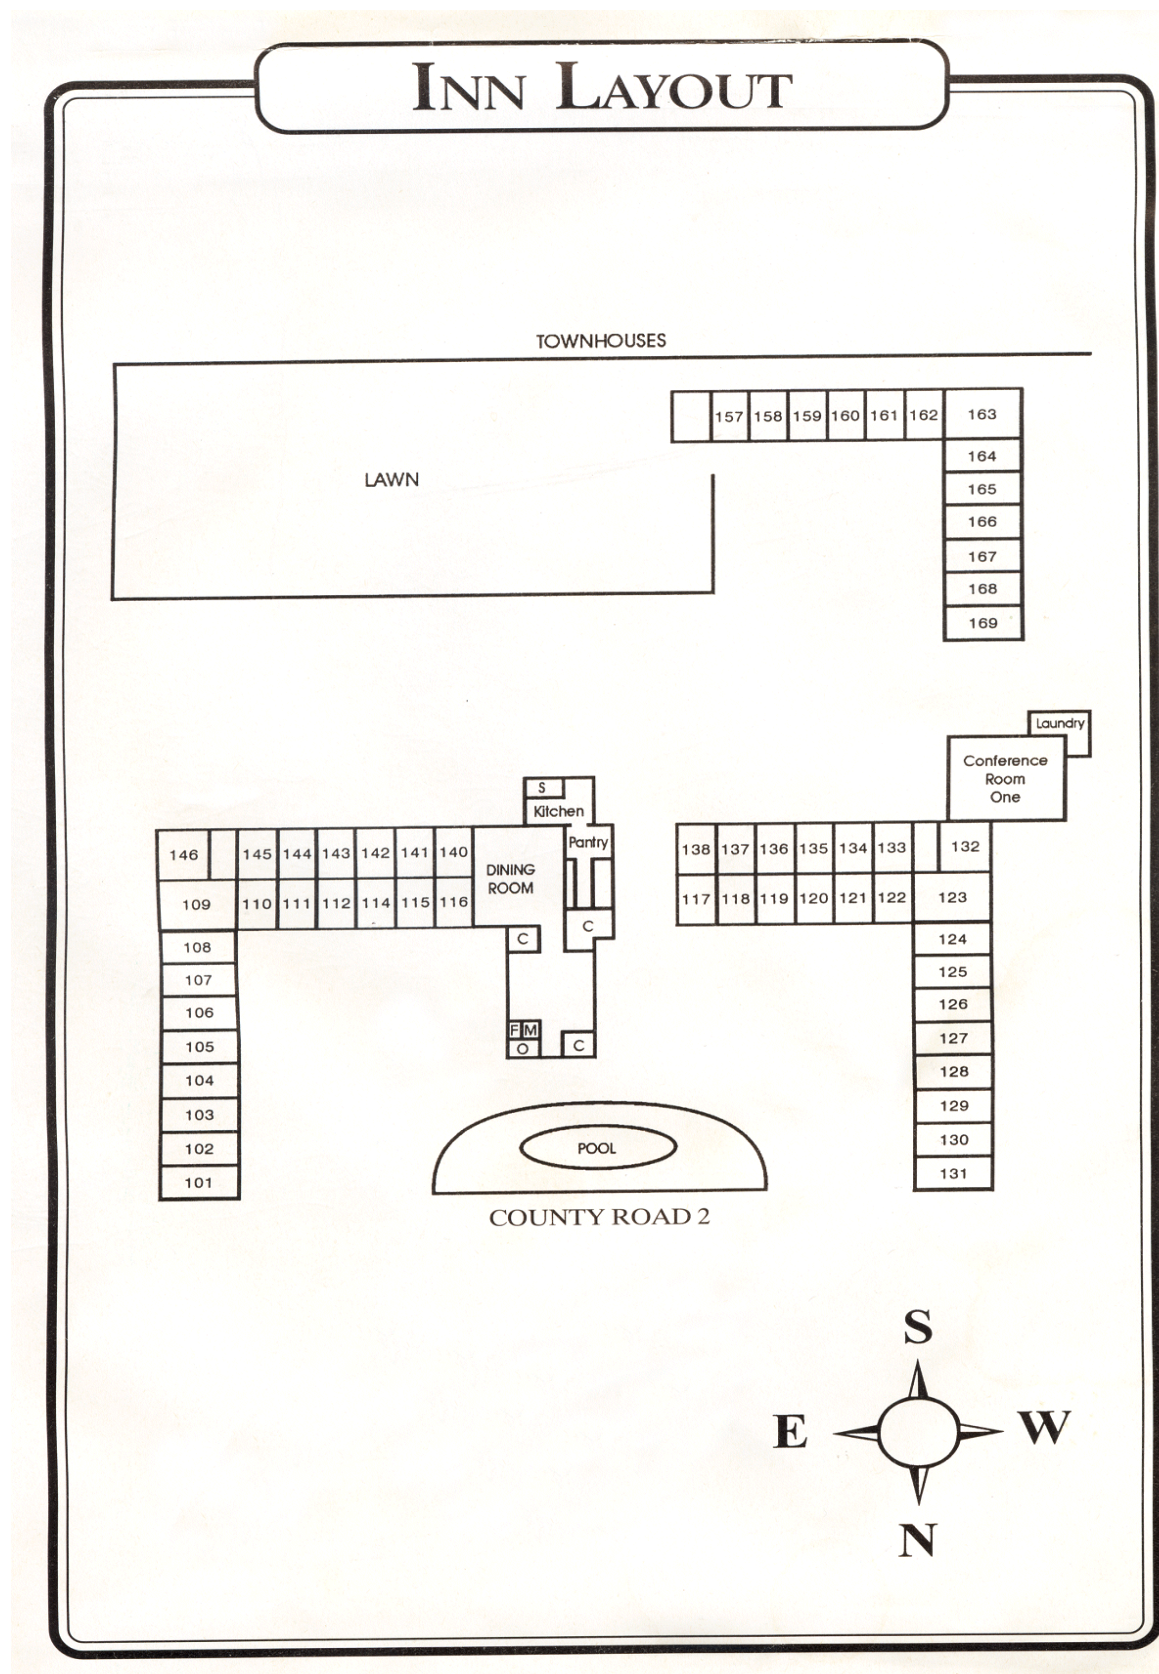 INN LAYOUT
TOWNHOUSES
157 158 159 160 161 162 163
164
LAWN
165
166
167
168
169
Laundry
Conference
Room
One
S
Kitchen
Pantry
146 145 144 143 142 141 140
DINING
ROOM
138 137 136 135 134 133 132
109 110 111 112 114 115 116
117 118 119 120 121 122 123
C
C
108
124
107
125
106
126
F M
O
C
105
127
104
128
103
129
102
130
101
131
POOL
COUNTY ROAD 2
S
E
W
N